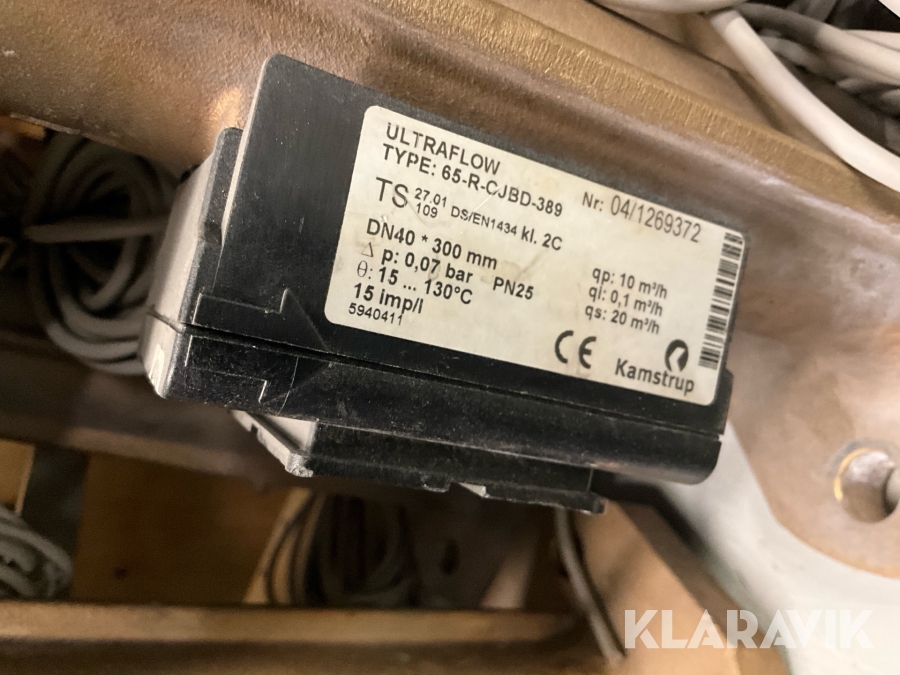 ULTRAFLOW
TYPE: 65-R-CJBD-389
Nr: 04/1269372
TS 27.01 109 DS/EN1434 kl. 2C
DN40 * 300 mm
Δ p: 0,07 bar PN25
θ: 15 ... 130°C
15 imp/l
5940411
qp: 10 m³/h
qi: 0,1 m³/h
qs: 20 m³/h
CE
Kamstrup
KLARAVIK